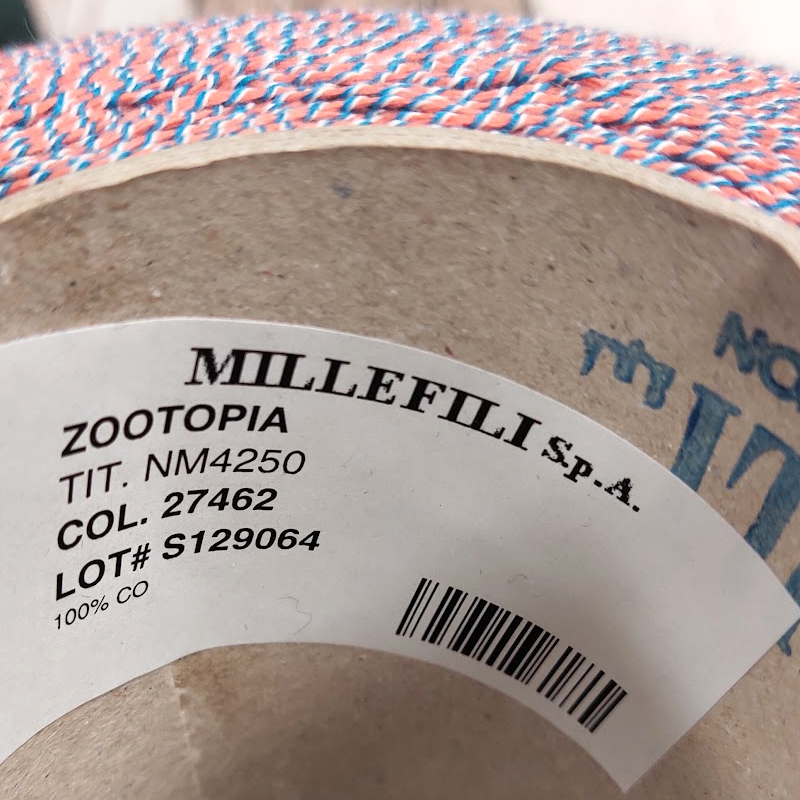 MILLEFILI S.p.A.
ZOOTOPIA
TIT. NM4250
COL. 27462
LOT# S129064
100% CO